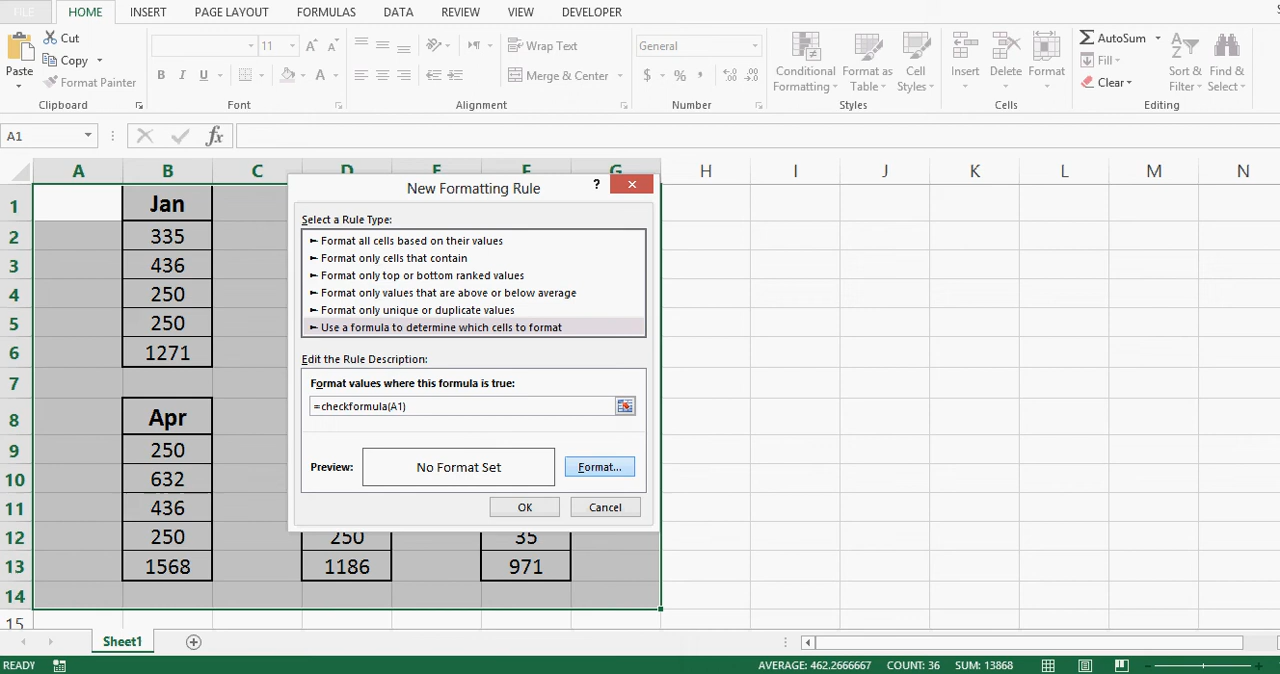 FILE HOME INSERT PAGE LAYOUT FORMULAS DATA REVIEW VIEW DEVELOPER
Cut
Copy
Paste
Format Painter
Clipboard
11
Font
Wrap Text
Merge & Center
Alignment
General
$ % ,
Number
Conditional Formatting
Format as Table
Cell Styles
Styles
Insert Delete Format
Cells
AutoSum
Fill
Clear
Sort & Filter
Find & Select
Editing
A1
fx
A B C D E F G H I J K L M N
1 Jan
2 335
3 436
4 250
5 250
6 1271
7
8 Apr
9 250
10 632
11 436
12 250 250 35
13 1568 1186 971
14
15
New Formatting Rule
?
Select a Rule Type:
► Format all cells based on their values
► Format only cells that contain
► Format only top or bottom ranked values
► Format only values that are above or below average
► Format only unique or duplicate values
► Use a formula to determine which cells to format
Edit the Rule Description:
Format values where this formula is true:
=checkformula(A1)
Preview:
No Format Set
Format...
OK
Cancel
Sheet1
READY
AVERAGE: 462.2666667 COUNT: 36 SUM: 13868